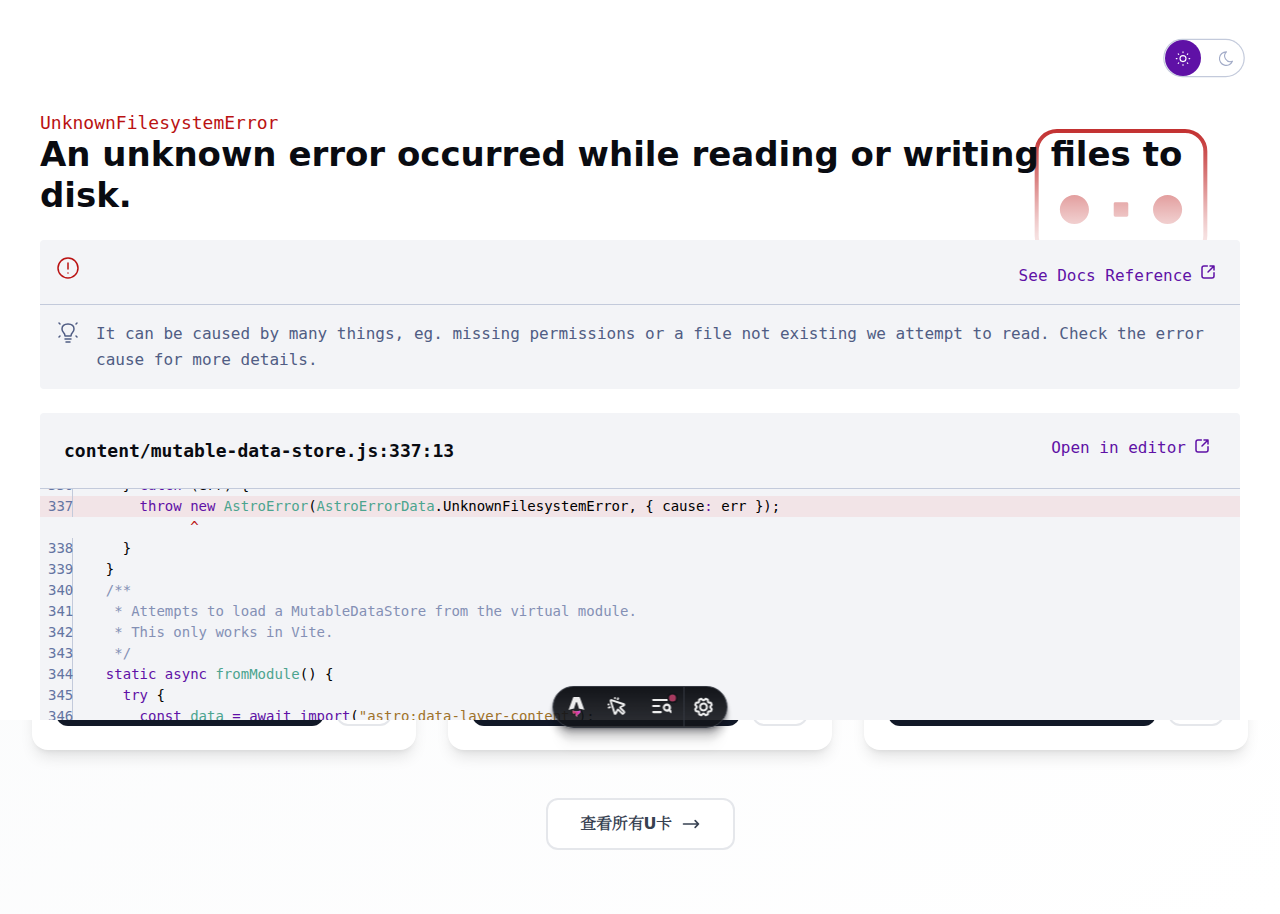 UnknownFilesystemError
An unknown error occurred while reading or writing files to
disk.
See Docs Reference
It can be caused by many things, eg. missing permissions or a file not existing we attempt to read. Check the error
cause for more details.
content/mutable-data-store.js:337:13
Open in editor
336 } catch (err) {
337 throw new AstroError(AstroErrorData.UnknownFilesystemError, { cause: err });
^
338 }
339 }
340 /**
341 * Attempts to load a MutableDataStore from the virtual module.
342 * This only works in Vite.
343 */
344 static async fromModule() {
345 try {
346 const data = await import("astro:data-layer-content");
查看所有U卡 →